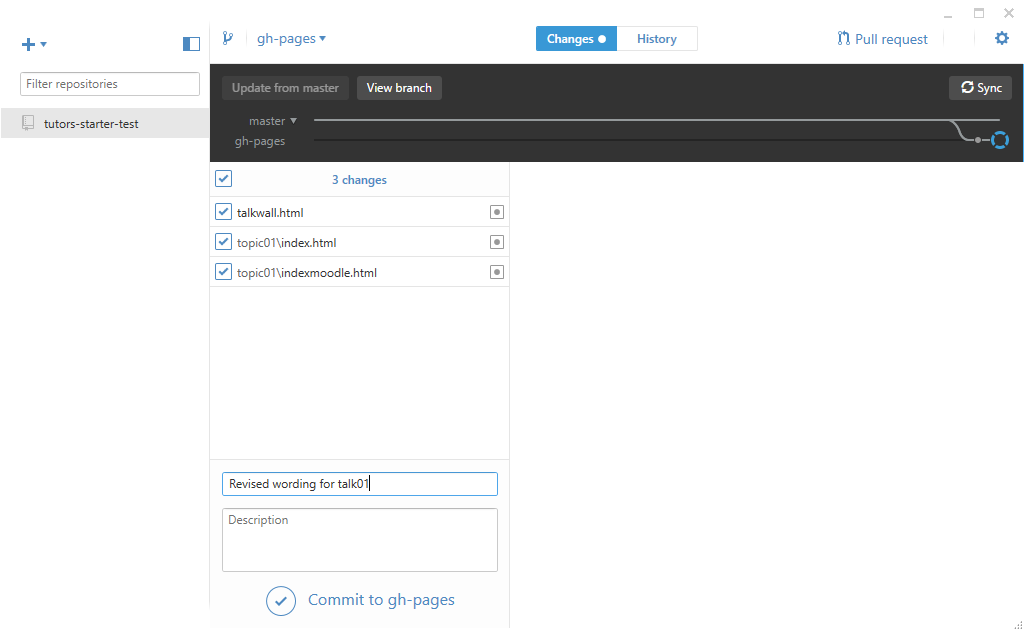 gh-pages
Changes
History
Pull request
Filter repositories
tutors-starter-test
Update from master
View branch
Sync
master
gh-pages
3 changes
talkwall.html
topic01\index.html
topic01\indexmoodle.html
Revised wording for talk01
Description
Commit to gh-pages